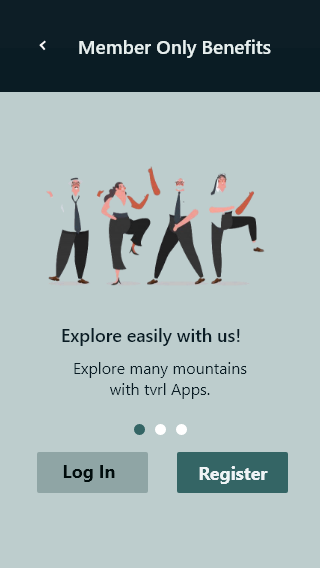 Member Only Benefits
Explore easily with us!
Explore many mountains
with tvrl Apps.
Log In
Register